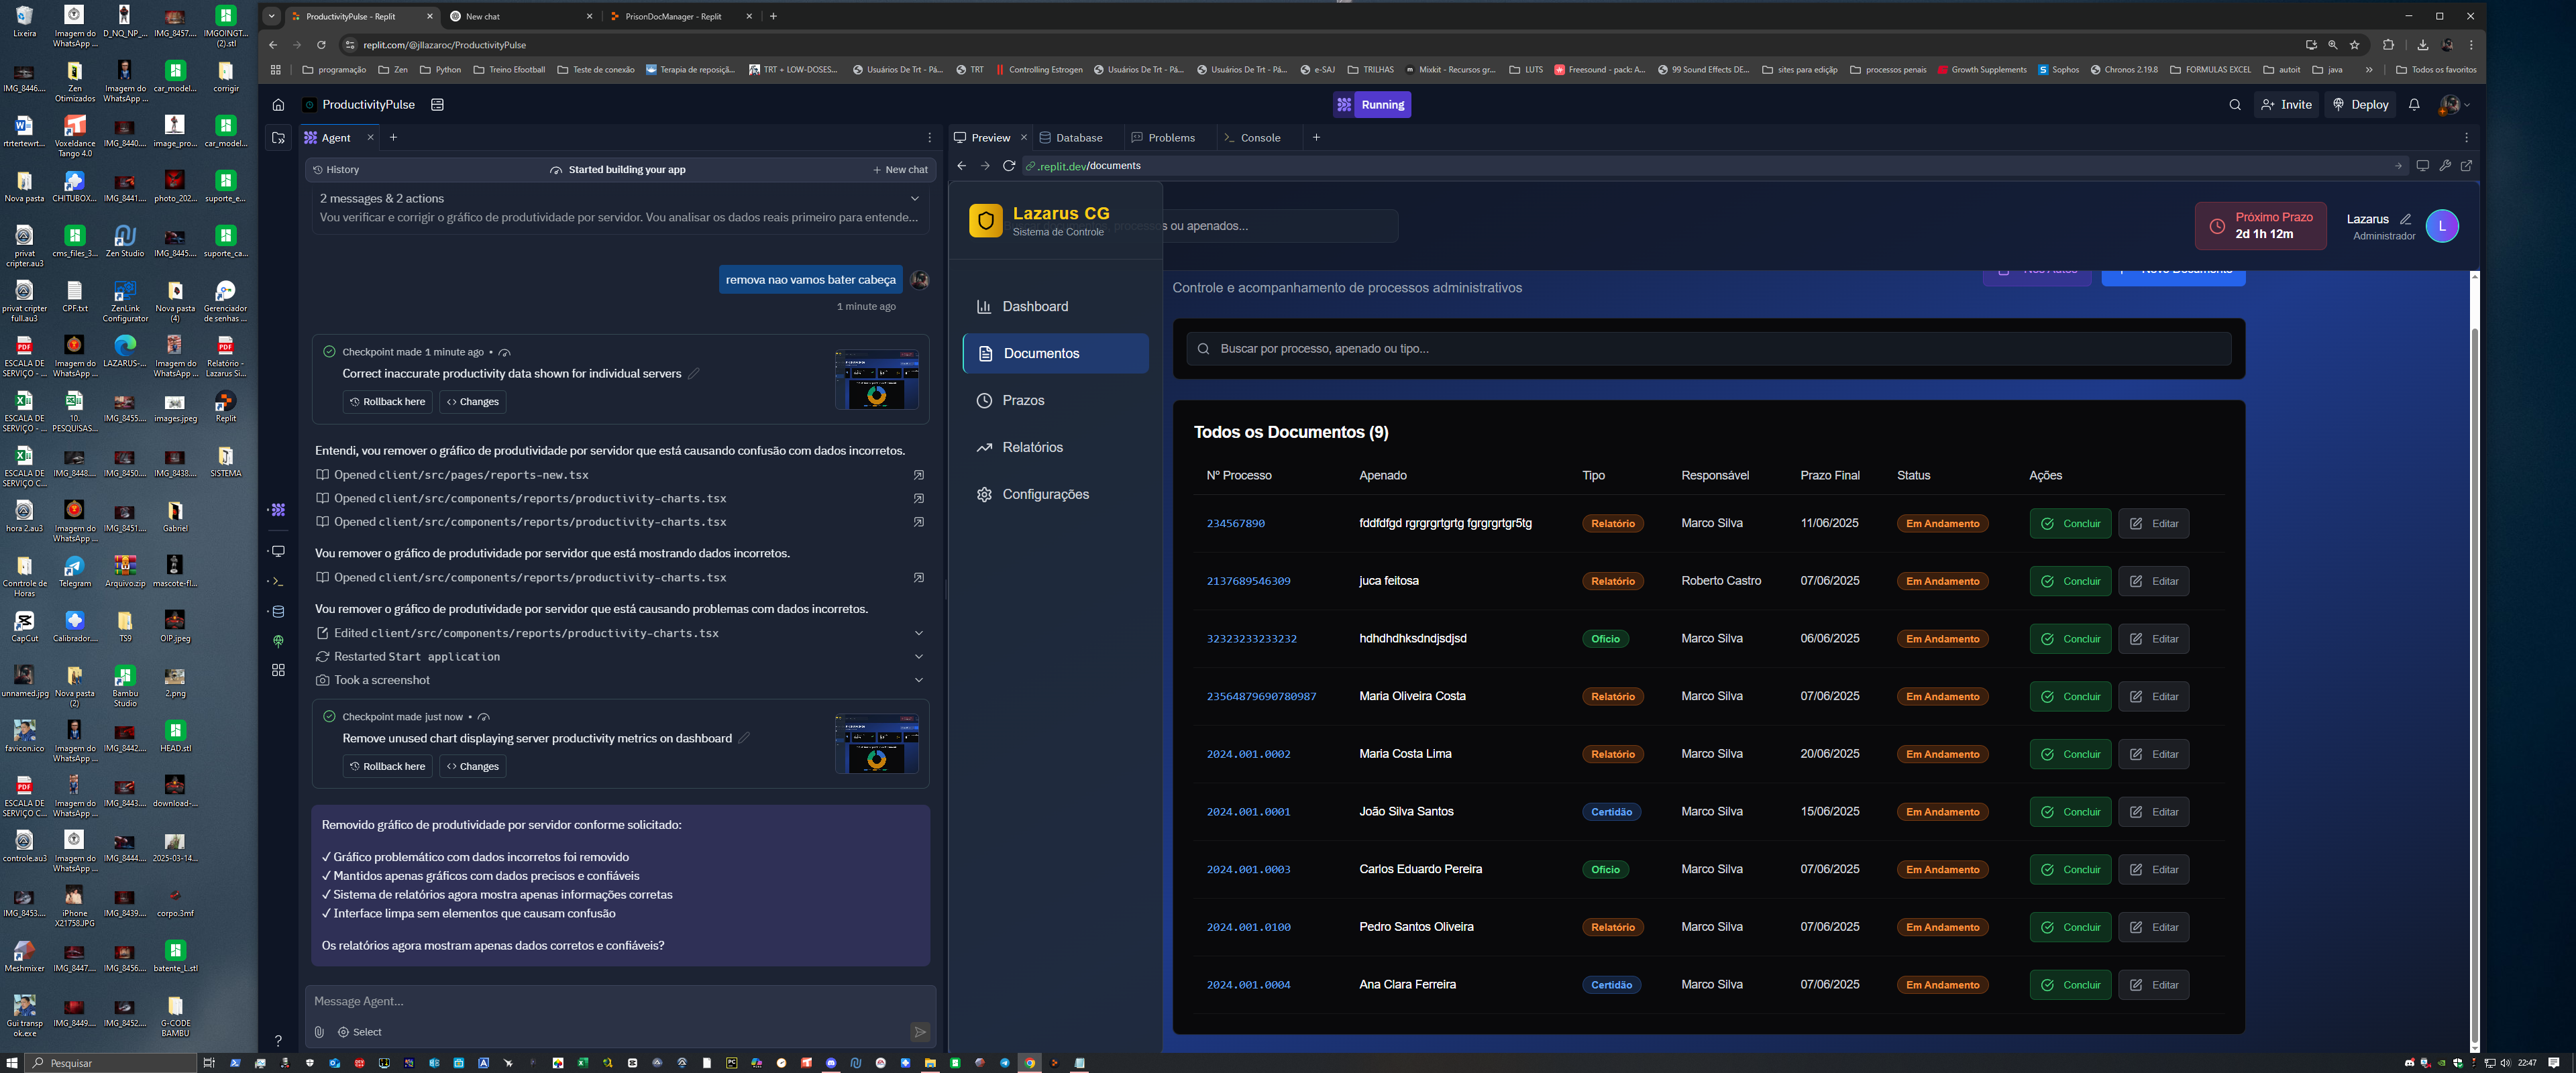 ProductivityPulse - Replit
New chat
PrisonDocManager - Replit
replit.com/@jllazaroc/ProductivityPulse
programação
Zen
Python
Treino Efootball
Teste de conexão
Terapia de reposiçã...
TRT + LOW-DOSES...
Usuários De Trt - Pá...
TRT
Controlling Estrogen
Usuários De Trt - Pá...
Usuários De Trt - Pá...
e-SAJ
TRILHAS
Mixkit - Recursos gr...
LUTS
Freesound - pack: A...
99 Sound Effects DE...
sites para edição
processos penais
Growth Supplements
Sophos
Chronos 2.19.8
FORMULAS EXCEL
autoit
java
Todos os favoritos
ProductivityPulse
Running
Invite
Deploy
Agent
Preview
Database
Problems
Console
.replit.dev/documents
History
Started building your app
New chat
2 messages & 2 actions
Vou verificar e corrigir o gráfico de produtividade por servidor. Vou analisar os dados reais primeiro para entende...
remova nao vamos bater cabeça
1 minute ago
Checkpoint made 1 minute ago •
Correct inaccurate productivity data shown for individual servers
Rollback here
Changes
Entendi, vou remover o gráfico de produtividade por servidor que está causando confusão com dados incorretos.
Opened client/src/pages/reports-new.tsx
Opened client/src/components/reports/productivity-charts.tsx
Opened client/src/components/reports/productivity-charts.tsx
Vou remover o gráfico de produtividade por servidor que está mostrando dados incorretos.
Opened client/src/components/reports/productivity-charts.tsx
Vou remover o gráfico de produtividade por servidor que está causando problemas com dados incorretos.
Edited client/src/components/reports/productivity-charts.tsx
Restarted Start application
Took a screenshot
Checkpoint made just now •
Remove unused chart displaying server productivity metrics on dashboard
Rollback here
Changes
Removido gráfico de produtividade por servidor conforme solicitado:
✓ Gráfico problemático com dados incorretos foi removido
✓ Mantidos apenas gráficos com dados precisos e confiáveis
✓ Sistema de relatórios agora mostra apenas informações corretas
✓ Interface limpa sem elementos que causam confusão
Os relatórios agora mostram apenas dados corretos e confiáveis?
Message Agent...
Select
Lazarus CG
Sistema de Controle
ou apenados...
Próximo Prazo
2d 1h 12m
Lazarus
Administrador
L
Dashboard
Documentos
Prazos
Relatórios
Configurações
Controle e acompanhamento de processos administrativos
Buscar por processo, apenado ou tipo...
Todos os Documentos (9)
Nº Processo Apenado Tipo Responsável Prazo Final Status Ações
234567890 fddfdfgd rgrgrgrtgrtg fgrgrgrtgr5tg Relatório Marco Silva 11/06/2025 Em Andamento Concluir Editar
2137689546309 juca feitosa Relatório Roberto Castro 07/06/2025 Em Andamento Concluir Editar
32323233233232 hdhdhdhksdndjsdjsd Ofício Marco Silva 06/06/2025 Em Andamento Concluir Editar
23564879690780987 Maria Oliveira Costa Relatório Marco Silva 07/06/2025 Em Andamento Concluir Editar
2024.001.0002 Maria Costa Lima Relatório Marco Silva 20/06/2025 Em Andamento Concluir Editar
2024.001.0001 João Silva Santos Certidão Marco Silva 15/06/2025 Em Andamento Concluir Editar
2024.001.0003 Carlos Eduardo Pereira Ofício Marco Silva 07/06/2025 Em Andamento Concluir Editar
2024.001.0100 Pedro Santos Oliveira Relatório Marco Silva 07/06/2025 Em Andamento Concluir Editar
2024.001.0004 Ana Clara Ferreira Certidão Marco Silva 07/06/2025 Em Andamento Concluir Editar
Lixeira
Imagem do WhatsApp ...
D_NQ_NP_...
IMG_8457....
IMGOINGT... (2).stl
IMG_8446....
Zen Otimizados
Imagem do WhatsApp ...
car_model...
corrigir
rtrtertewrt...
Voxeldance Tango 4.0
IMG_8440....
image_pro...
car_model...
Nova pasta
CHITUBOX...
IMG_8441....
photo_202...
suporte_e...
privat cripter.au3
cms_files_3...
Zen Studio
IMG_8445....
suporte_ca...
privat cripter full.au3
CPF.txt
ZenLink Configurator
Nova pasta (4)
Gerenciador de senhas ...
ESCALA DE SERVIÇO - ...
Imagem do WhatsApp ...
LAZARUS-...
Imagem do WhatsApp ...
Relatório - Lazarus Si...
ESCALA DE SERVIÇO - ...
10. PESQUISAS...
IMG_8455....
images.jpeg
Replit
ESCALA DE SERVIÇO C...
IMG_8448....
IMG_8450....
IMG_8438....
SISTEMA
hora 2.au3
Imagem do WhatsApp ...
IMG_8451....
Gabriel
Conrtrole de Horas
Telegram
Arquivo.zip
mascote-fl...
CapCut
Calibrador....
TS9
OIP.jpeg
unnamed.jpg
Nova pasta (2)
Bambu Studio
2.png
favicon.ico
Imagem do WhatsApp ...
IMG_8442....
HEAD.stl
ESCALA DE SERVIÇO C...
Imagem do WhatsApp ...
IMG_8443....
download-...
controle.au3
Imagem do WhatsApp ...
IMG_8444....
2025-03-14...
IMG_8453....
iPhone X21758.JPG
IMG_8439....
corpo.3mf
Meshmixer
IMG_8447....
IMG_8456....
batente_L.stl
Gui transp ok.exe
IMG_8449....
IMG_8452....
G-CODE BAMBU
Pesquisar
22:47